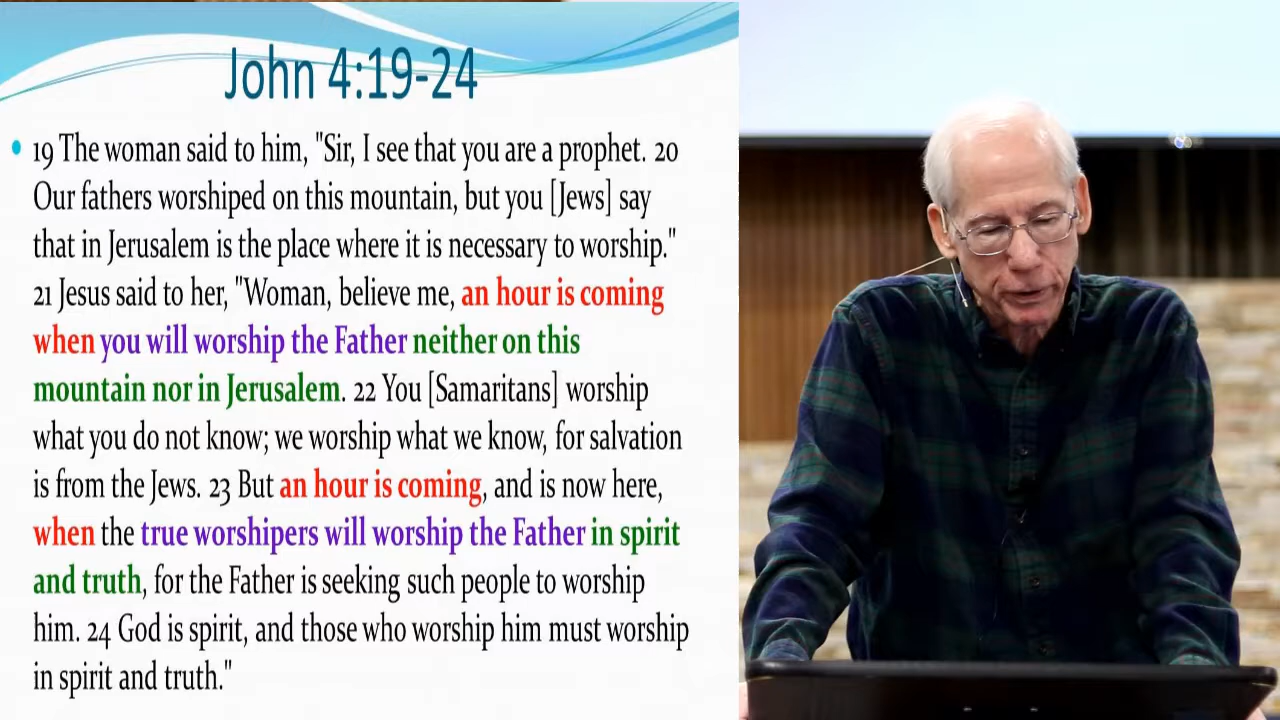 John 4:19-24
• 19 The woman said to him, "Sir, I see that you are a prophet. 20
Our fathers worshiped on this mountain, but you [Jews] say
that in Jerusalem is the place where it is necessary to worship."
21 Jesus said to her, "Woman, believe me, an hour is coming
when you will worship the Father neither on this
mountain nor in Jerusalem. 22 You [Samaritans] worship
what you do not know; we worship what we know, for salvation
is from the Jews. 23 But an hour is coming, and is now here,
when the true worshipers will worship the Father in spirit
and truth, for the Father is seeking such people to worship
him. 24 God is spirit, and those who worship him must worship
in spirit and truth."